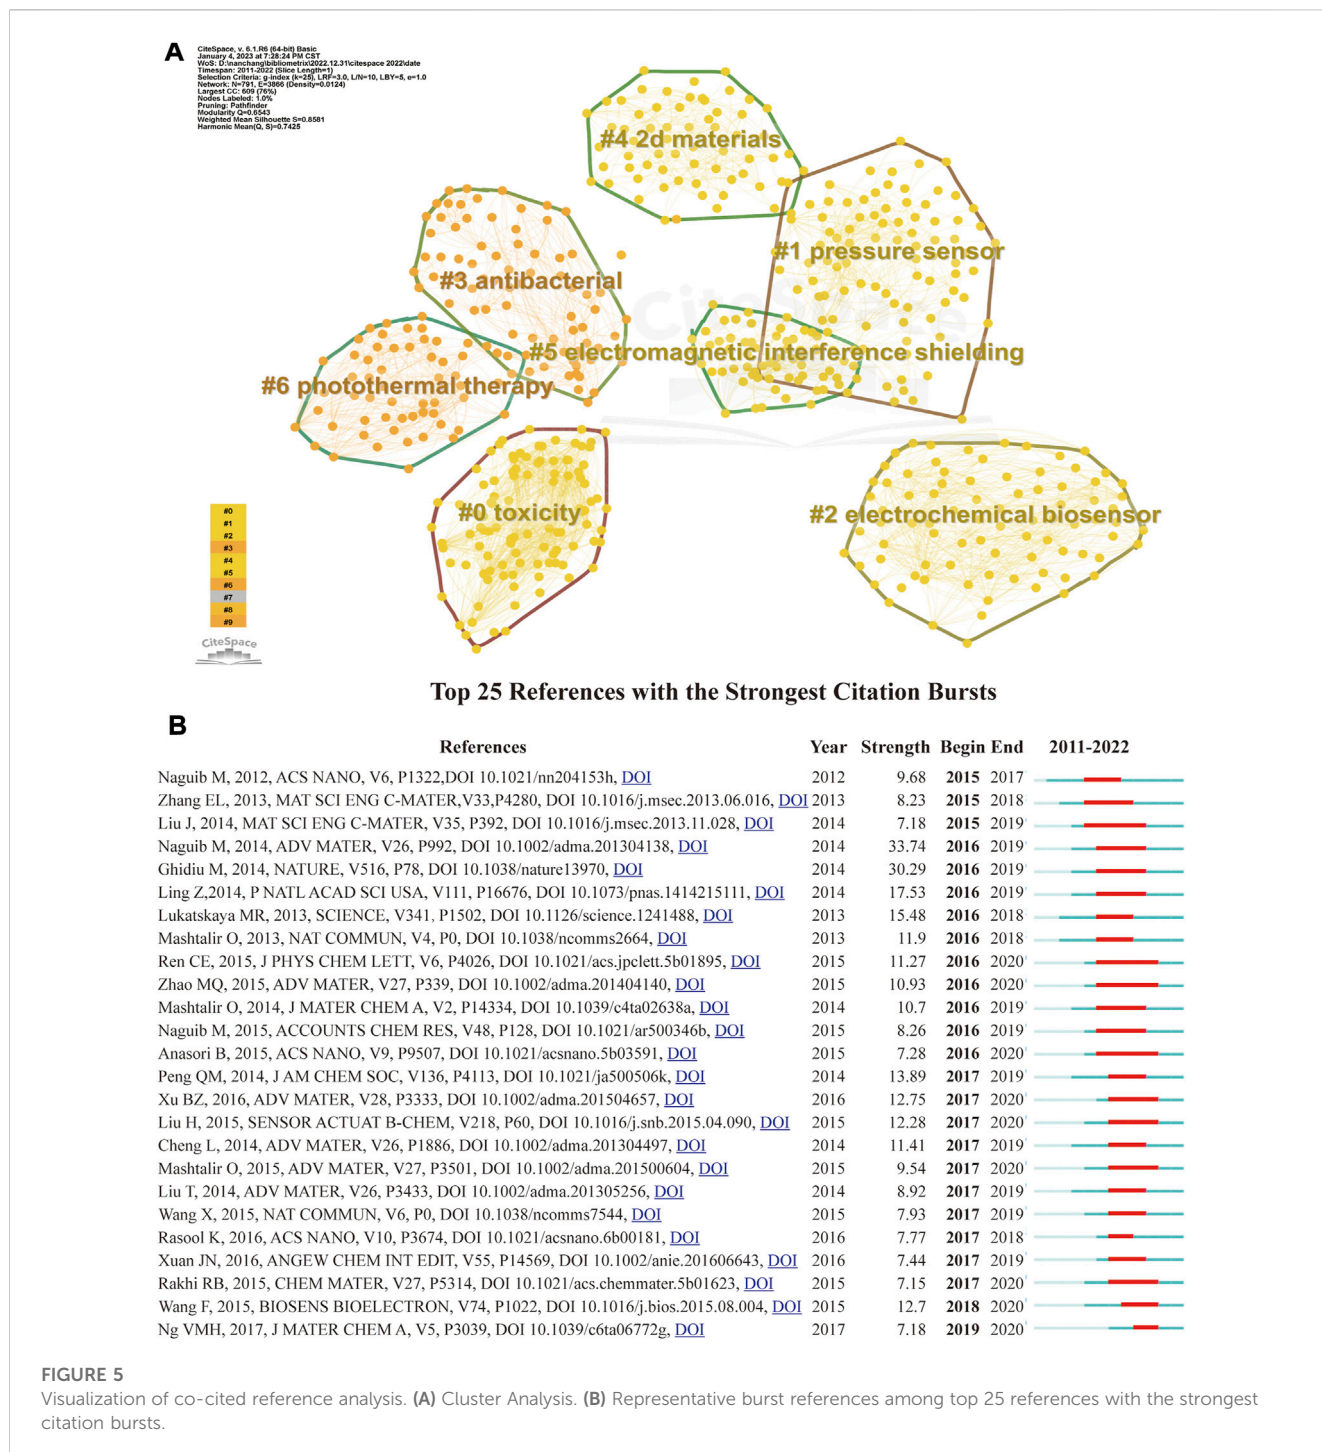 A
CiteSpace, v. 6.1.R6 (64-bit) Basic
January 4, 2023 at 7:28:24 PM CST
WoS: D:\nanchang\bibliometrix\2022.12.31\citespace 2022\date
Timespan: 2011-2022 (Slice Length=1)
Selection Criteria: g-index (k=25), LRF=3.0, L/N=10, LBY=5, e=1.0
Network: N=791, E=3866 (Density=0.0124)
Largest CC: 609 (76%)
Nodes Labeled: 1.0%
Pruning: Pathfinder
Modularity Q=0.6543
Weighted Mean Silhouette S=0.8581
Harmonic Mean(Q, S)=0.7425
#4 2d materials
#1 pressure sensor
#3 antibacterial
CiteSpace
#5 electromagnetic interference shielding
#6 photothermal therapy
#0 toxicity
#2 electrochemical biosensor
#0
#1
#2
#3
#4
#5
#6
#7
#8
#9
CiteSpace
Top 25 References with the Strongest Citation Bursts
B
References Year Strength Begin End 2011-2022
Naguib M, 2012, ACS NANO, V6, P1322,DOI 10.1021/nn204153h, DOI 2012 9.68 2015 2017
Zhang EL, 2013, MAT SCI ENG C-MATER,V33,P4280, DOI 10.1016/j.msec.2013.06.016, DOI 2013 8.23 2015 2018
Liu J, 2014, MAT SCI ENG C-MATER, V35, P392, DOI 10.1016/j.msec.2013.11.028, DOI 2014 7.18 2015 2019
Naguib M, 2014, ADV MATER, V26, P992, DOI 10.1002/adma.201304138, DOI 2014 33.74 2016 2019
Ghidiu M, 2014, NATURE, V516, P78, DOI 10.1038/nature13970, DOI 2014 30.29 2016 2019
Ling Z,2014, P NATL ACAD SCI USA, V111, P16676, DOI 10.1073/pnas.1414215111, DOI 2014 17.53 2016 2019
Lukatskaya MR, 2013, SCIENCE, V341, P1502, DOI 10.1126/science.1241488, DOI 2013 15.48 2016 2018
Mashtalir O, 2013, NAT COMMUN, V4, P0, DOI 10.1038/ncomms2664, DOI 2013 11.9 2016 2018
Ren CE, 2015, J PHYS CHEM LETT, V6, P4026, DOI 10.1021/acs.jpclett.5b01895, DOI 2015 11.27 2016 2020
Zhao MQ, 2015, ADV MATER, V27, P339, DOI 10.1002/adma.201404140, DOI 2015 10.93 2016 2020
Mashtalir O, 2014, J MATER CHEM A, V2, P14334, DOI 10.1039/c4ta02638a, DOI 2014 10.7 2016 2019
Naguib M, 2015, ACCOUNTS CHEM RES, V48, P128, DOI 10.1021/ar500346b, DOI 2015 8.26 2016 2019
Anasori B, 2015, ACS NANO, V9, P9507, DOI 10.1021/acsnano.5b03591, DOI 2015 7.28 2016 2020
Peng QM, 2014, J AM CHEM SOC, V136, P4113, DOI 10.1021/ja500506k, DOI 2014 13.89 2017 2019
Xu BZ, 2016, ADV MATER, V28, P3333, DOI 10.1002/adma.201504657, DOI 2016 12.75 2017 2020
Liu H, 2015, SENSOR ACTUAT B-CHEM, V218, P60, DOI 10.1016/j.snb.2015.04.090, DOI 2015 12.28 2017 2020
Cheng L, 2014, ADV MATER, V26, P1886, DOI 10.1002/adma.201304497, DOI 2014 11.41 2017 2019
Mashtalir O, 2015, ADV MATER, V27, P3501, DOI 10.1002/adma.201500604, DOI 2015 9.54 2017 2020
Liu T, 2014, ADV MATER, V26, P3433, DOI 10.1002/adma.201305256, DOI 2014 8.92 2017 2019
Wang X, 2015, NAT COMMUN, V6, P0, DOI 10.1038/ncomms7544, DOI 2015 7.93 2017 2019
Rasool K, 2016, ACS NANO, V10, P3674, DOI 10.1021/acsnano.6b00181, DOI 2016 7.77 2017 2018
Xuan JN, 2016, ANGEW CHEM INT EDIT, V55, P14569, DOI 10.1002/anie.201606643, DOI 2016 7.44 2017 2019
Rakhi RB, 2015, CHEM MATER, V27, P5314, DOI 10.1021/acs.chemmater.5b01623, DOI 2015 7.15 2017 2020
Wang F, 2015, BIOSENS BIOELECTRON, V74, P1022, DOI 10.1016/j.bios.2015.08.004, DOI 2015 12.7 2018 2020
Ng VMH, 2017, J MATER CHEM A, V5, P3039, DOI 10.1039/c6ta06772g, DOI 2017 7.18 2019 2020
FIGURE 5
Visualization of co-cited reference analysis. (A) Cluster Analysis. (B) Representative burst references among top 25 references with the strongest
citation bursts.